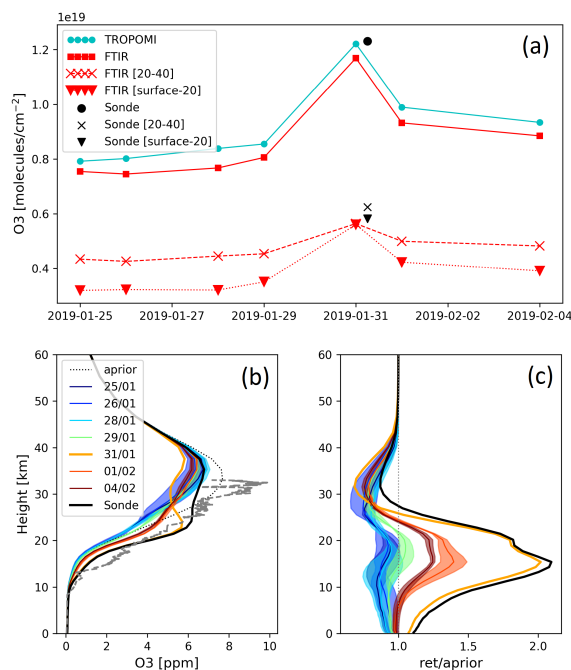 1e19
(a)
TROPOMI
FTIR
FTIR [20-40]
FTIR [surface-20]
Sonde
Sonde [20-40]
Sonde [surface-20]
O3 [molecules/cm⁻²]
1.2
1.0
0.8
0.6
0.4
2019-01-25 2019-01-27 2019-01-29 2019-01-31 2019-02-02 2019-02-04
(b)
aprior
25/01
26/01
28/01
29/01
31/01
01/02
04/02
Sonde
Height [km]
60
50
40
30
20
10
0
0 2 4 6 8 10
O3 [ppm]
(c)
60
50
40
30
20
10
0
1.0 1.5 2.0
ret/aprior